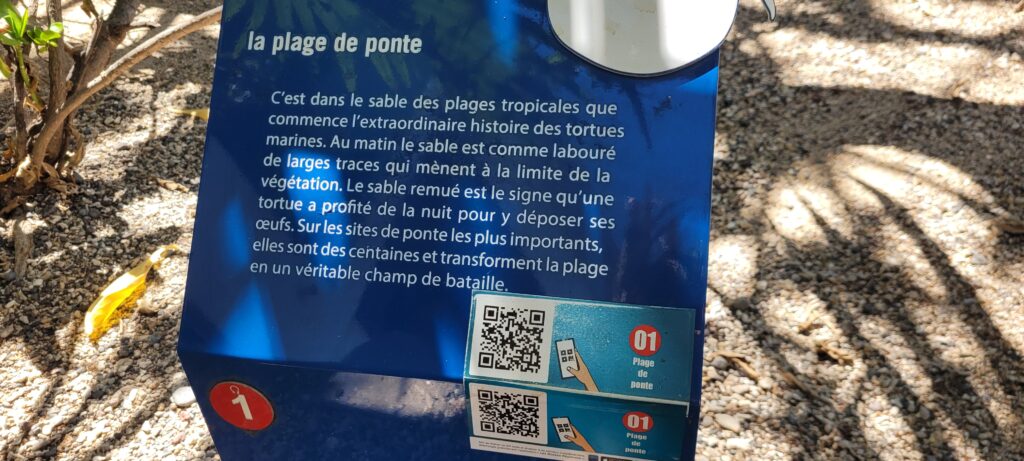 la plage de ponte
C'est dans le sable des plages tropicales que
commence l'extraordinaire histoire des tortues
marines. Au matin le sable est comme labouré
de larges traces qui mènent à la limite de la
végétation. Le sable remué est le signe qu'une
tortue a profité de la nuit pour y déposer ses
œufs. Sur les sites de ponte les plus importants,
elles sont des centaines et transforment la plage
en un véritable champ de bataille.
01
Plage
de
ponte
1
01
Plage
de
ponte